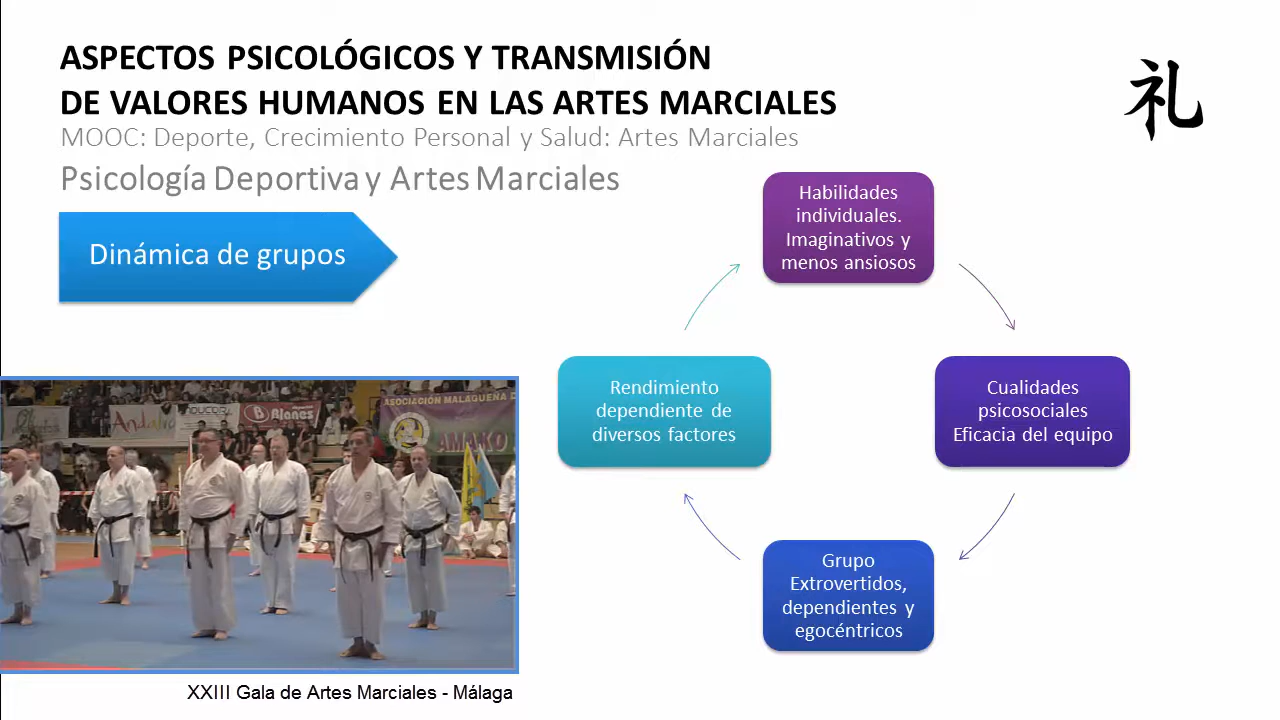 ASPECTOS PSICOLÓGICOS Y TRANSMISIÓN
DE VALORES HUMANOS EN LAS ARTES MARCIALES
MOOC: Deporte, Crecimiento Personal y Salud: Artes Marciales
Psicología Deportiva y Artes Marciales
礼
Dinámica de grupos
Habilidades
individuales.
Imaginativos y
menos ansiosos
Rendimiento
dependiente de
diversos factores
Cualidades
psicosociales
Eficacia del equipo
Grupo
Extrovertidos,
dependientes y
egocéntricos
ASOCIACIÓN MALAGUEÑA D
Blanes
XXIII Gala de Artes Marciales - Málaga